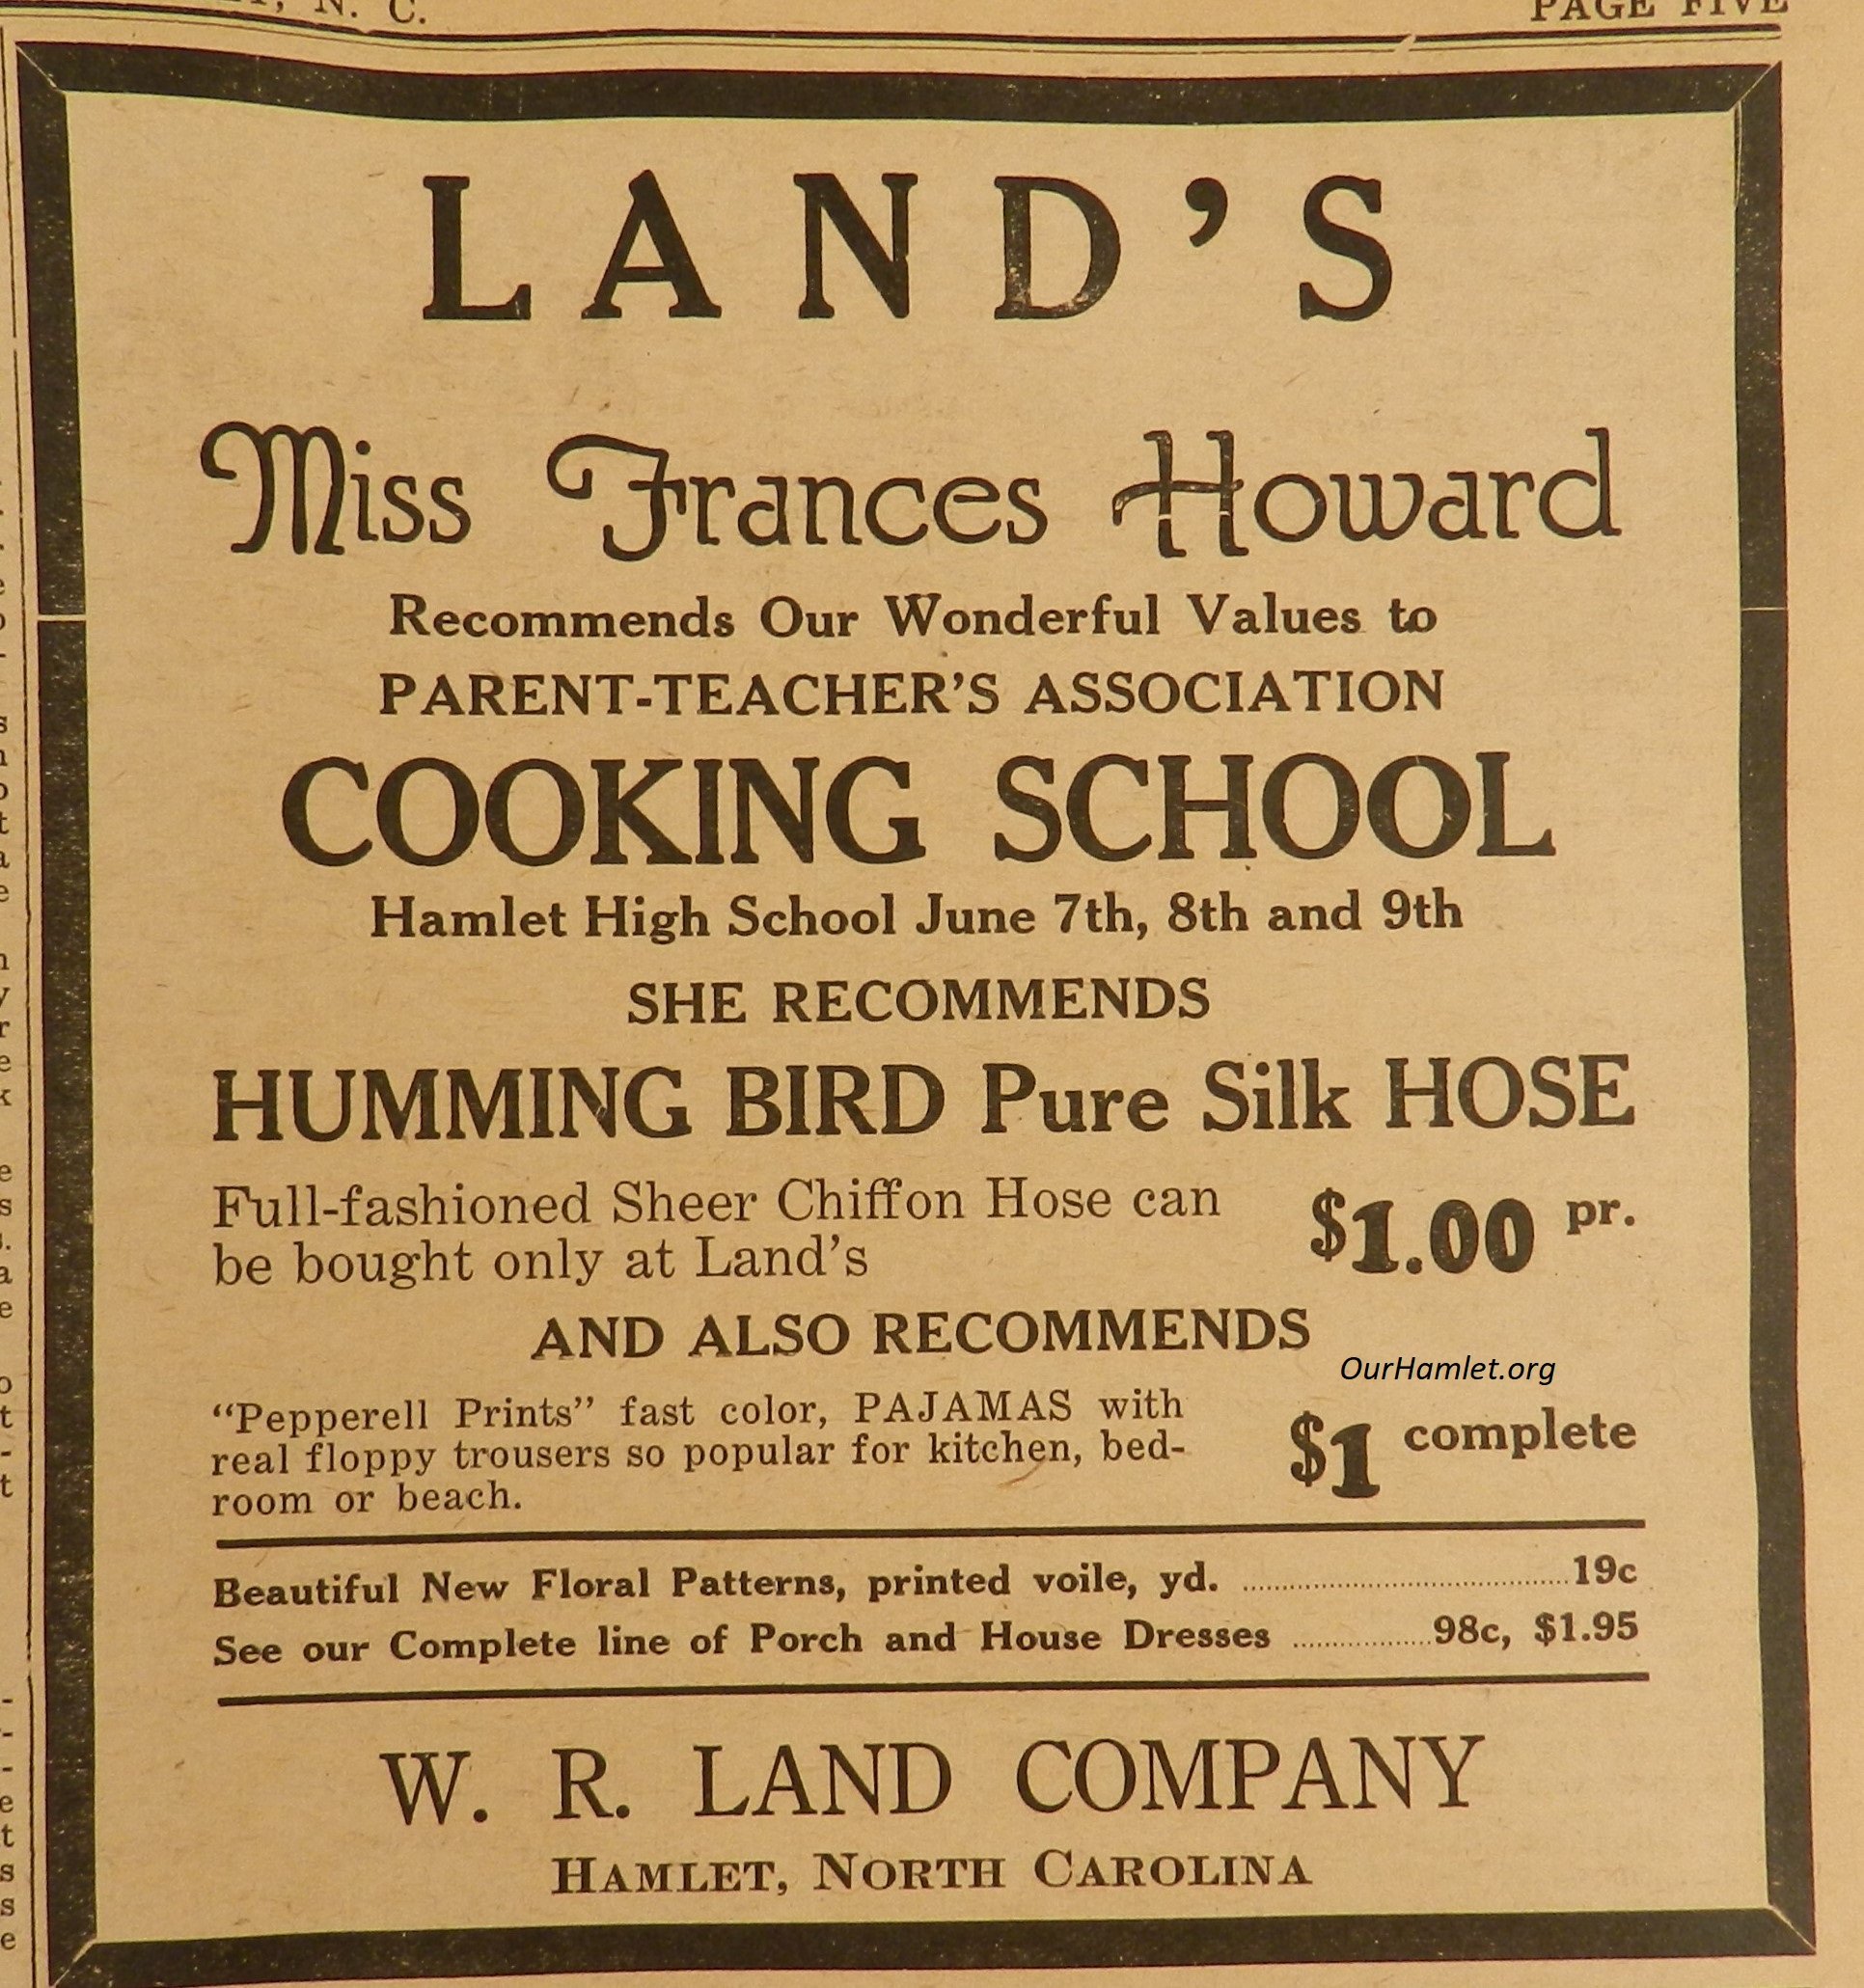 N. C.
PAGE FIVE
LAND'S
Miss Frances Howard
Recommends Our Wonderful Values to
PARENT-TEACHER'S ASSOCIATION
COOKING SCHOOL
Hamlet High School June 7th, 8th and 9th
SHE RECOMMENDS
HUMMING BIRD Pure Silk HOSE
Full-fashioned Sheer Chiffon Hose can
be bought only at Land's
$1.00 pr.
AND ALSO RECOMMENDS
OurHamlet.org
"Pepperell Prints" fast color, PAJAMAS with
real floppy trousers so popular for kitchen, bed-
room or beach.
$1 complete
Beautiful New Floral Patterns, printed voile, yd. ........ 19c
See our Complete line of Porch and House Dresses ........ 98c, $1.95
W. R. LAND COMPANY
HAMLET, NORTH CAROLINA